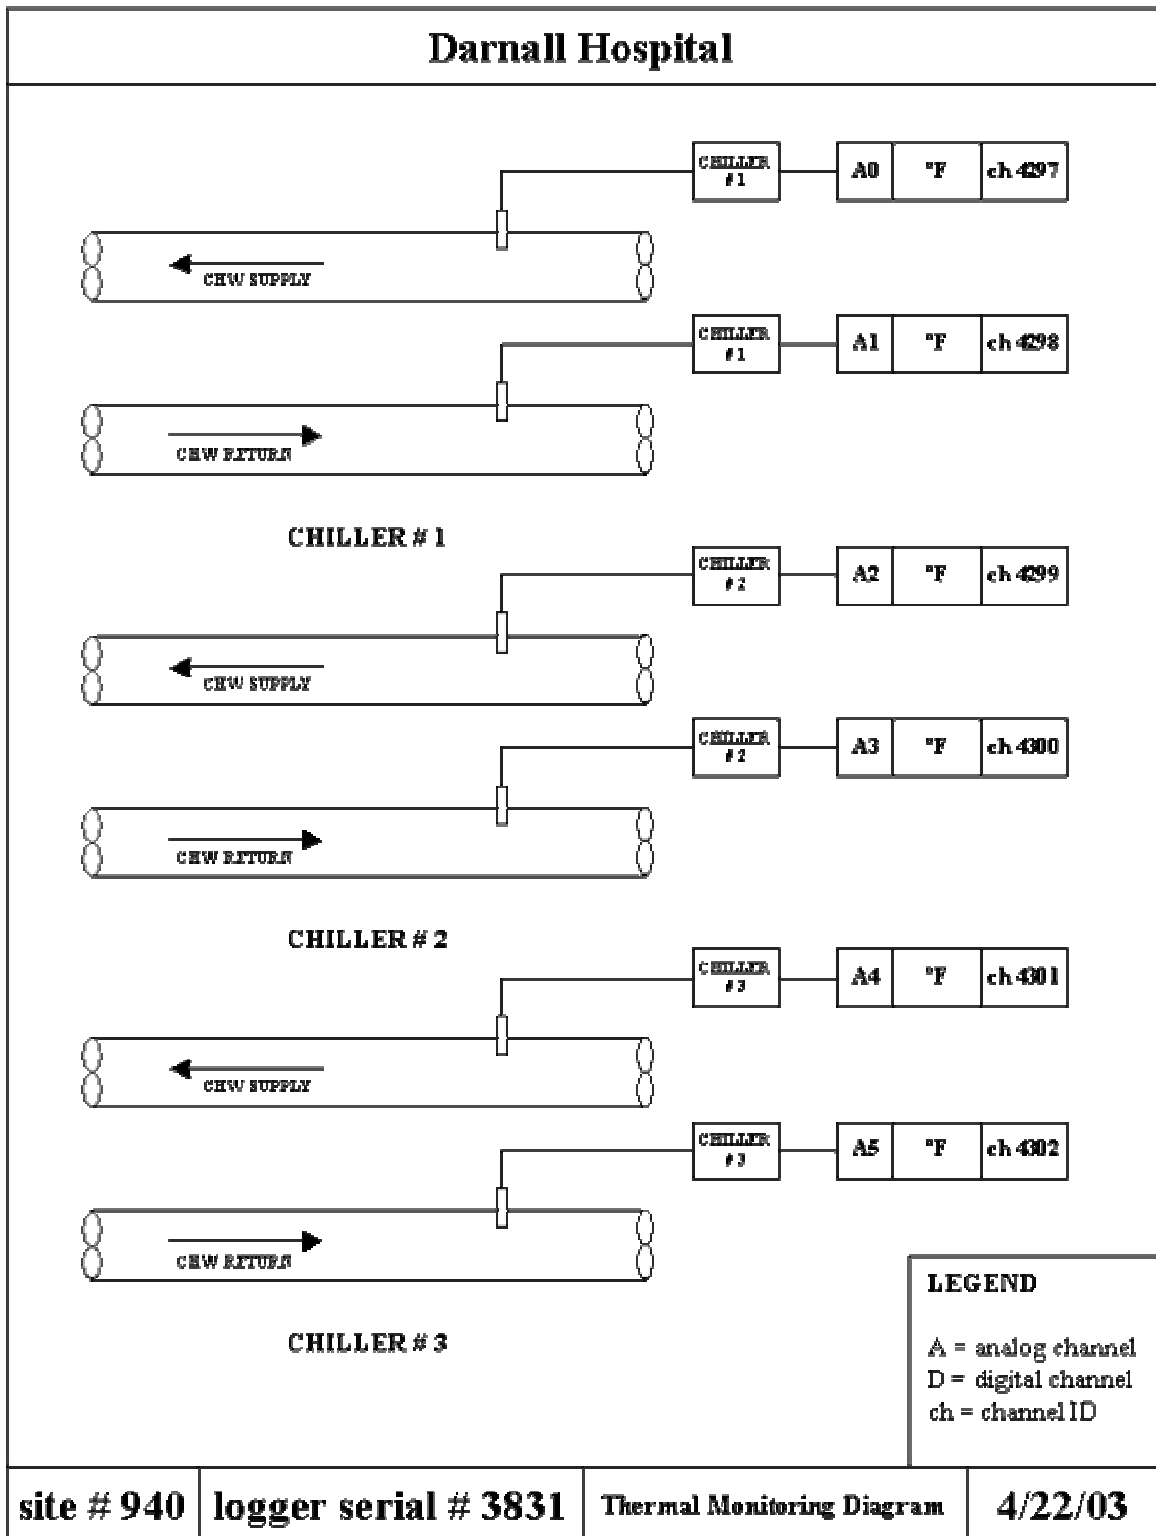 Darnall Hospital
CHILLER
# 1
A0 °F ch 4297
CHW SUPPLY
CHILLER
# 1
A1 °F ch 4298
CHW RETURN
CHILLER # 1
CHILLER
# 2
A2 °F ch 4299
CHW SUPPLY
CHILLER
# 2
A3 °F ch 4300
CHW RETURN
CHILLER # 2
CHILLER
# 3
A4 °F ch 4301
CHW SUPPLY
CHILLER
# 3
A5 °F ch 4302
CHW RETURN
CHILLER # 3
LEGEND
A = analog channel
D = digital channel
ch = channel ID
site # 940 logger serial # 3831 Thermal Monitoring Diagram 4/22/03